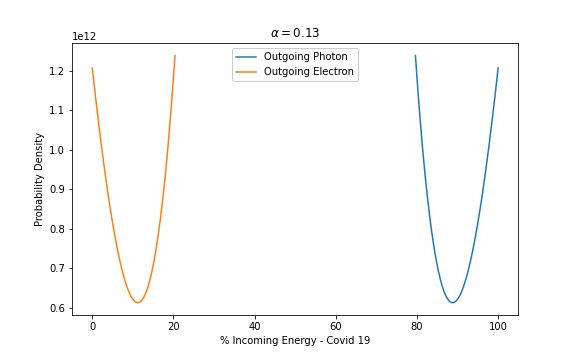 α = 0.13
1e12
Outgoing Photon
Outgoing Electron
1.2
1.1
1.0
0.9
0.8
0.7
0.6
Probability Density
0 20 40 60 80 100
% Incoming Energy - Covid 19